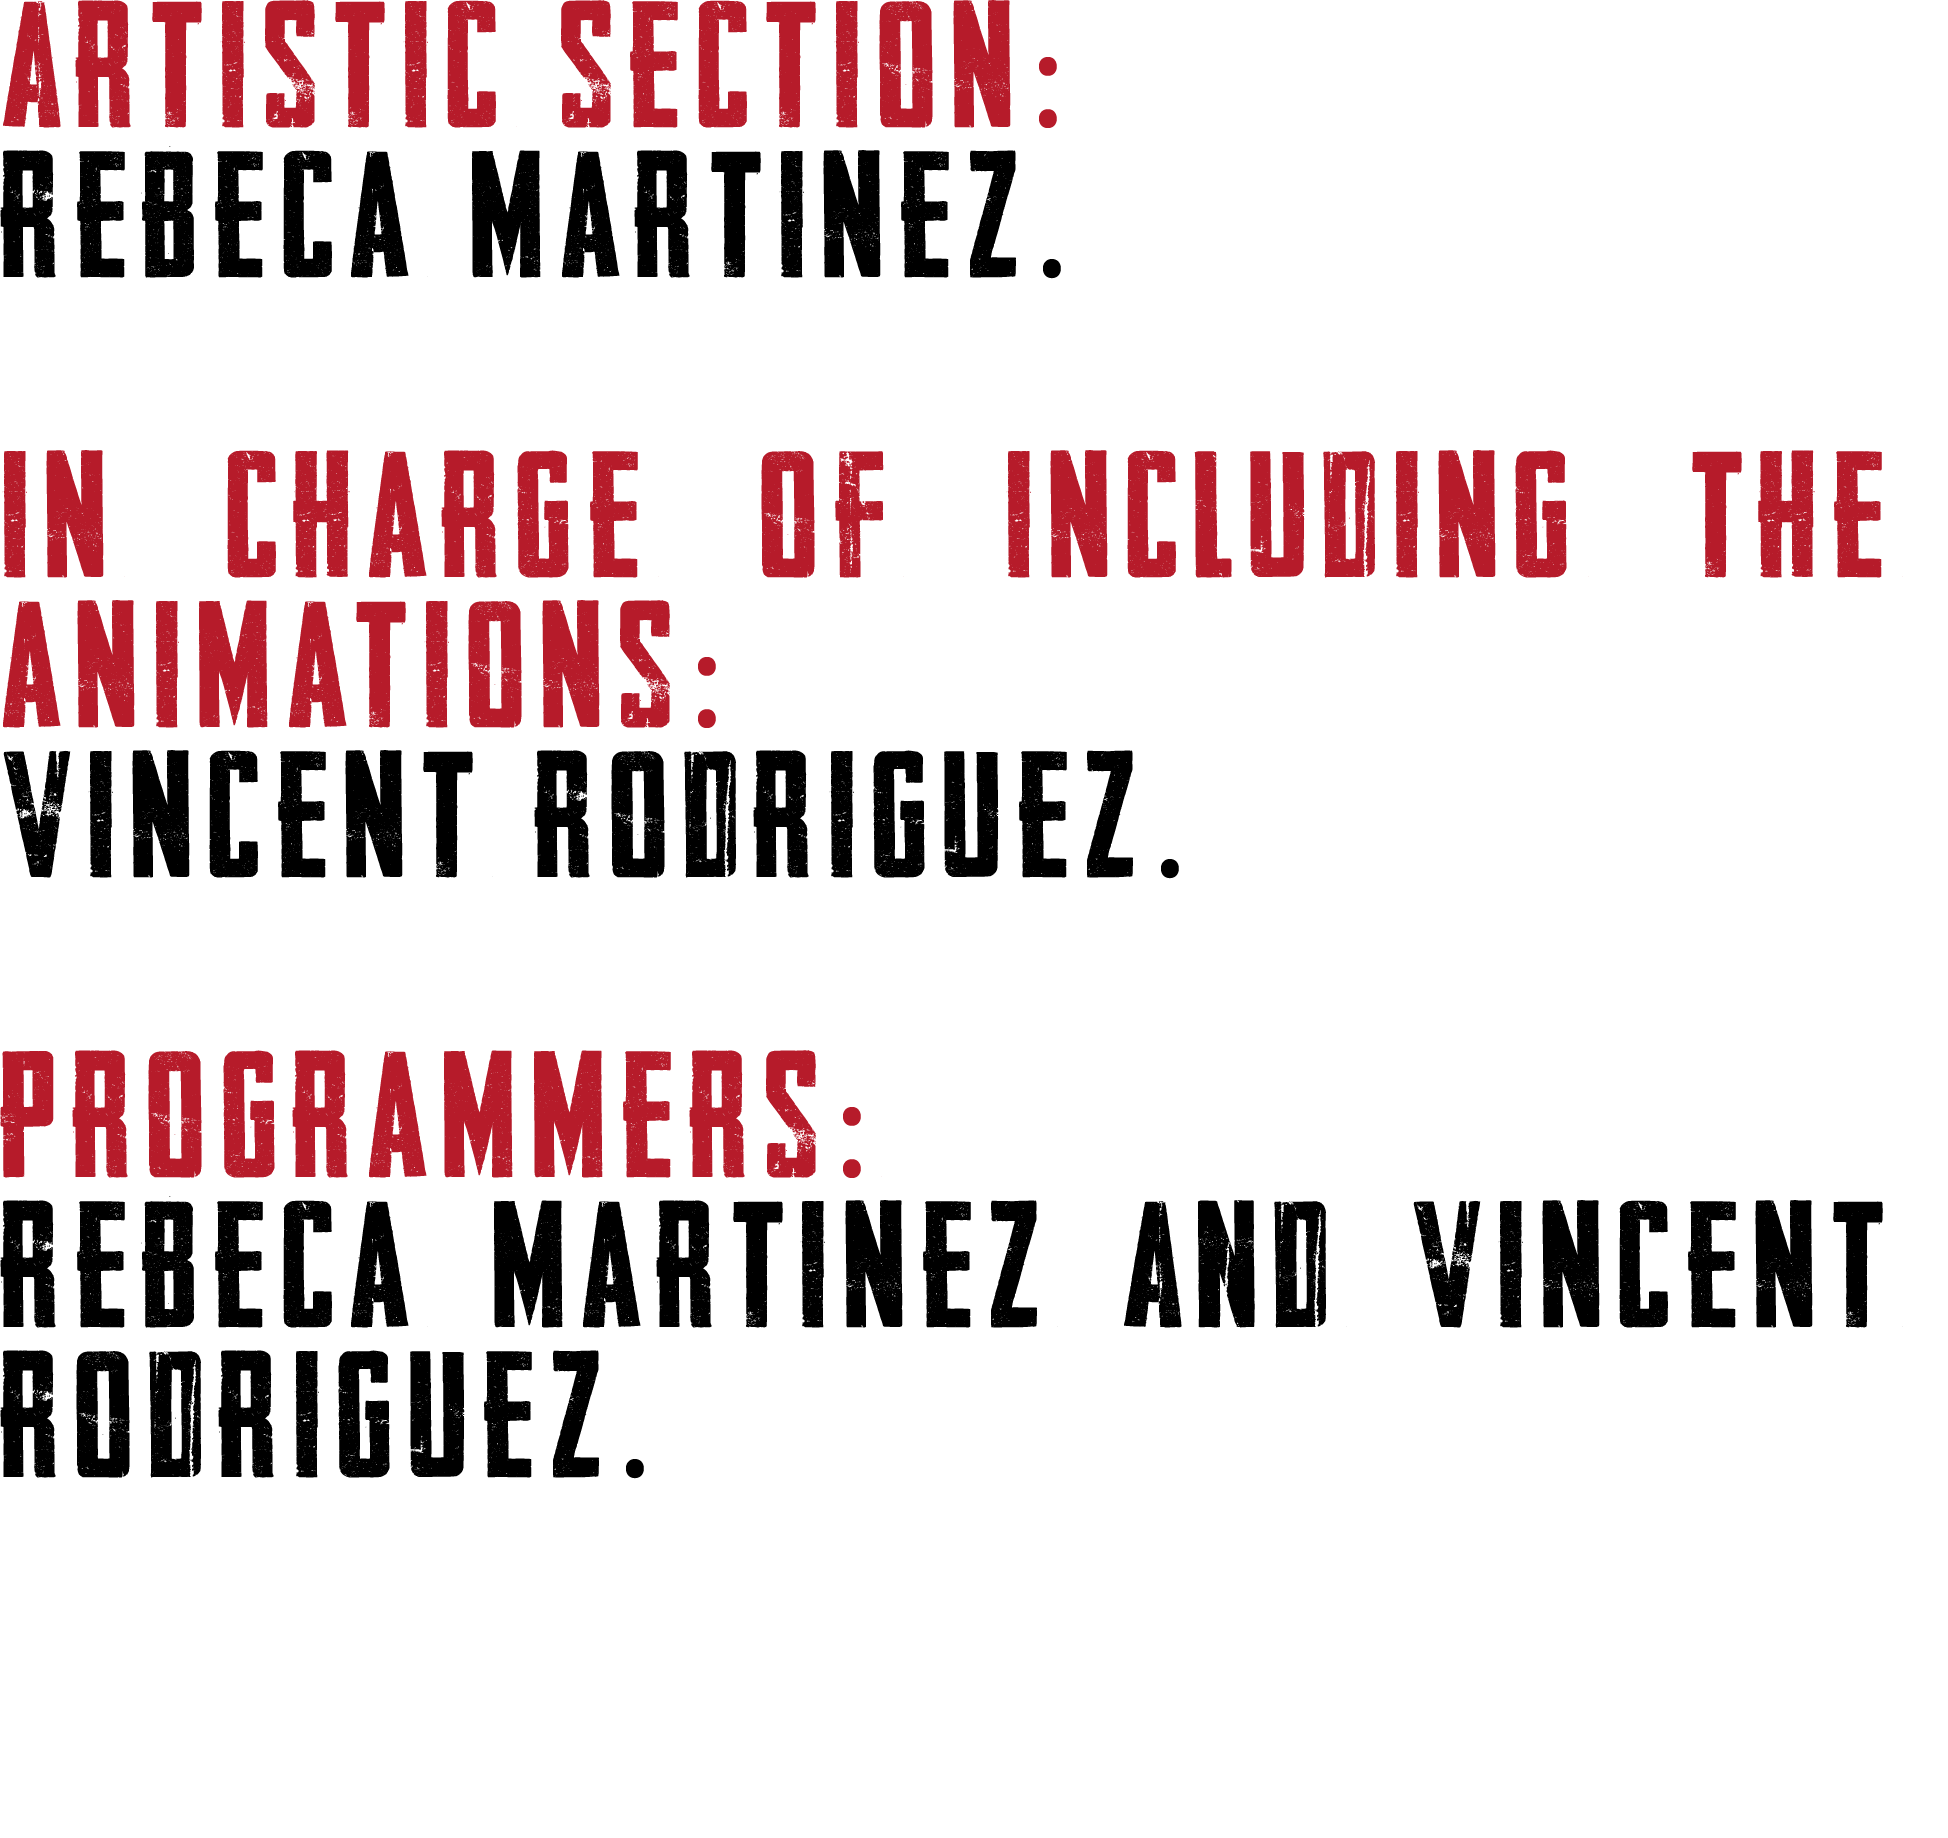 ARTISTIC SECTION:
REBECA MARTINEZ.
IN CHARGE OF INCLUDING THE
ANIMATIONS:
VINCENT RODRIGUEZ.
PROGRAMMERS:
REBECA MARTINEZ AND VINCENT
RODRIGUEZ.